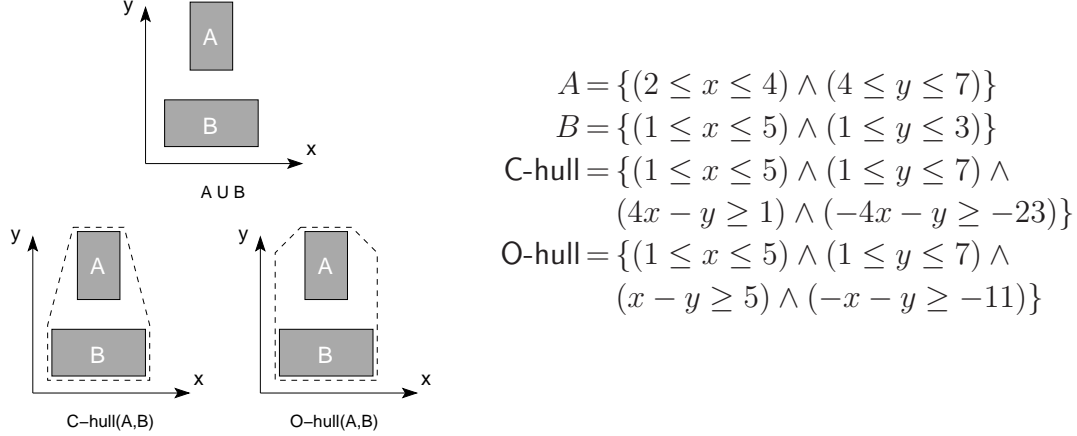 y
A
B
x
A U B
y
A
B
x
C-hull(A,B)
y
A
B
x
O-hull(A,B)
A = {(2 ≤ x ≤ 4) ∧ (4 ≤ y ≤ 7)}
B = {(1 ≤ x ≤ 5) ∧ (1 ≤ y ≤ 3)}
C-hull = {(1 ≤ x ≤ 5) ∧ (1 ≤ y ≤ 7) ∧
(4x − y ≥ 1) ∧ (−4x − y ≥ −23)}
O-hull = {(1 ≤ x ≤ 5) ∧ (1 ≤ y ≤ 7) ∧
(x − y ≥ 5) ∧ (−x − y ≥ −11)}